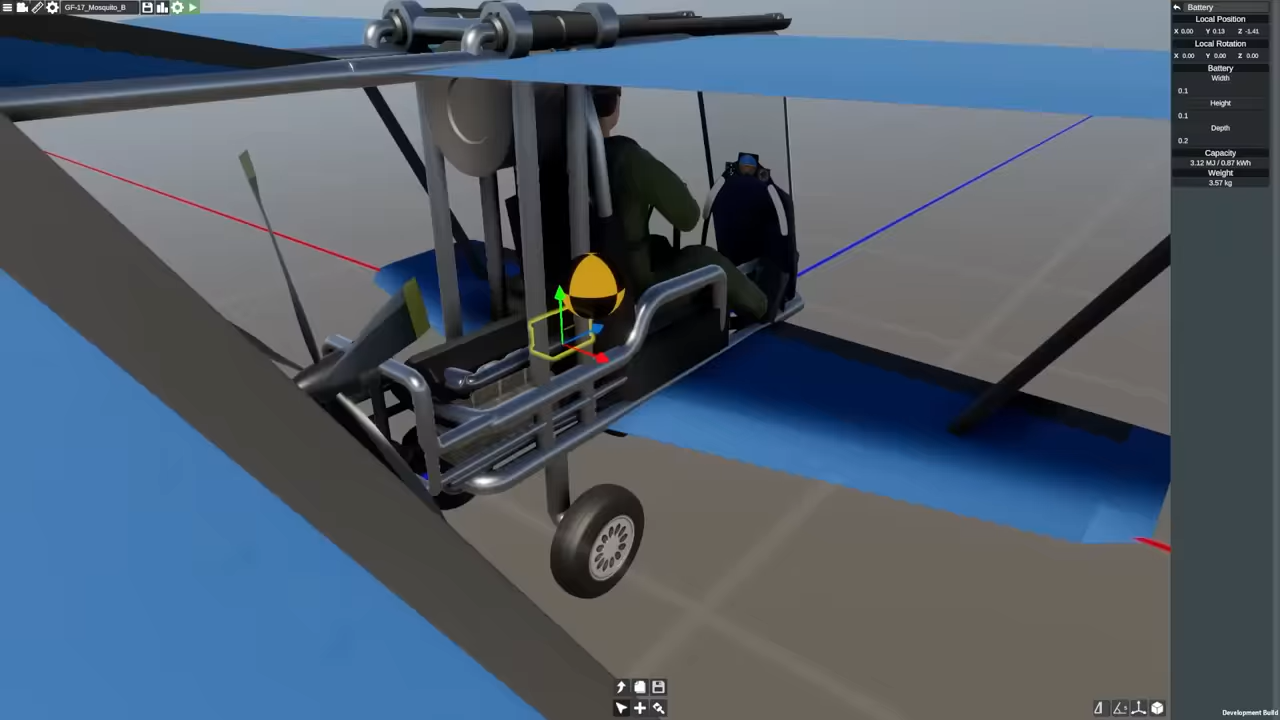 GF-17_Mosquito_B
Battery
Local Position
X 0.00 Y 0.13 Z -1.41
Local Rotation
X 0.00 Y 0.00 Z 0.00
Battery
Width
0.1
Height
0.1
Depth
0.2
Capacity
3.12 MJ / 0.87 kWh
Weight
3.57 kg
Development Build